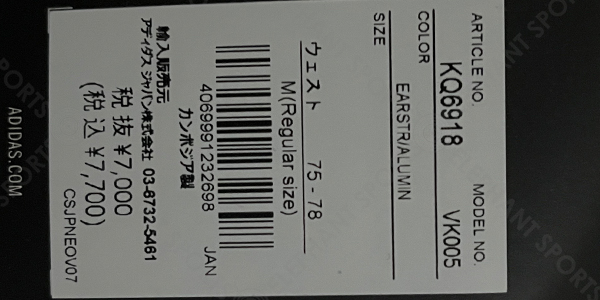 ARTICLE NO. MODEL NO.
KQ6918 VK005
COLOR
EARSTR/ALUMIN
SIZE
ウェスト 75 - 78
M(Regular size)
4069991232698 JAN
カンボジア製
輸入販売元
アディダス ジャパン株式会社 03-6732-5461
税 抜 ¥7,000
(税 込 ¥7,700)
CSJPNEOV07
ADIDAS.COM